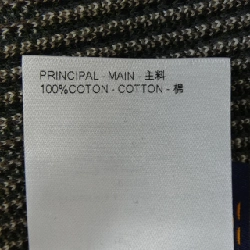 PRINCIPAL - MAIN - 主料
100%COTON - COTTON - 棉